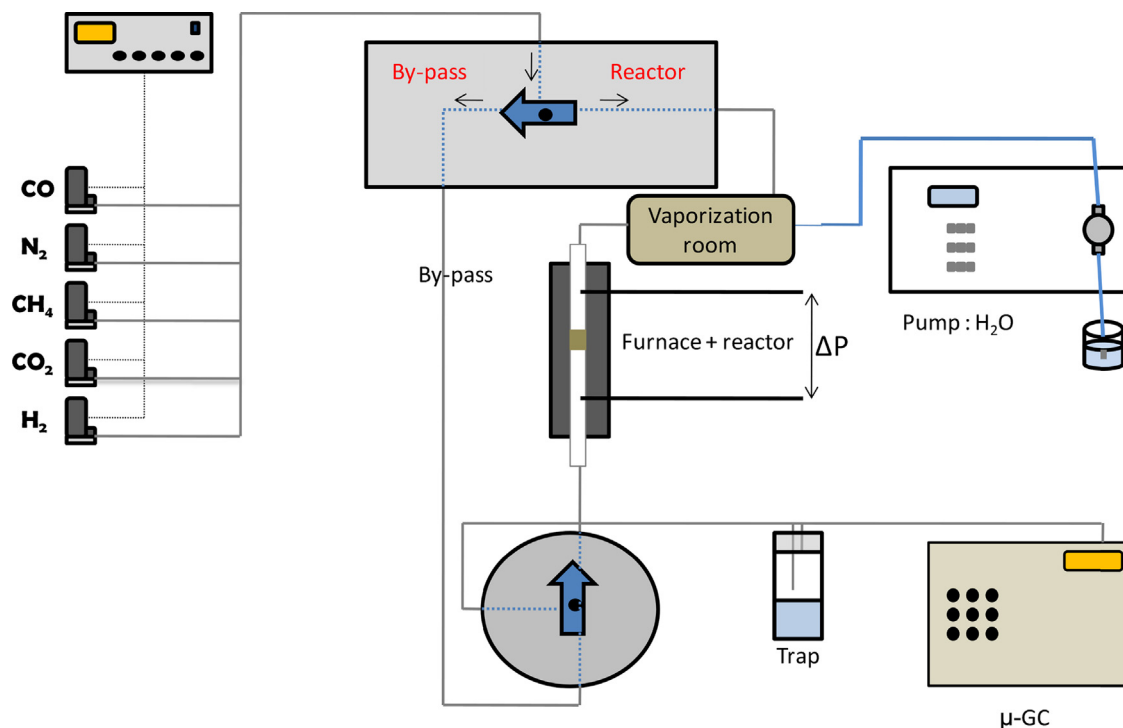 By-pass
Reactor
CO
N₂
CH₄
CO₂
H₂
Vaporization
room
By-pass
Furnace + reactor
ΔP
Pump : H₂O
Trap
µ-GC